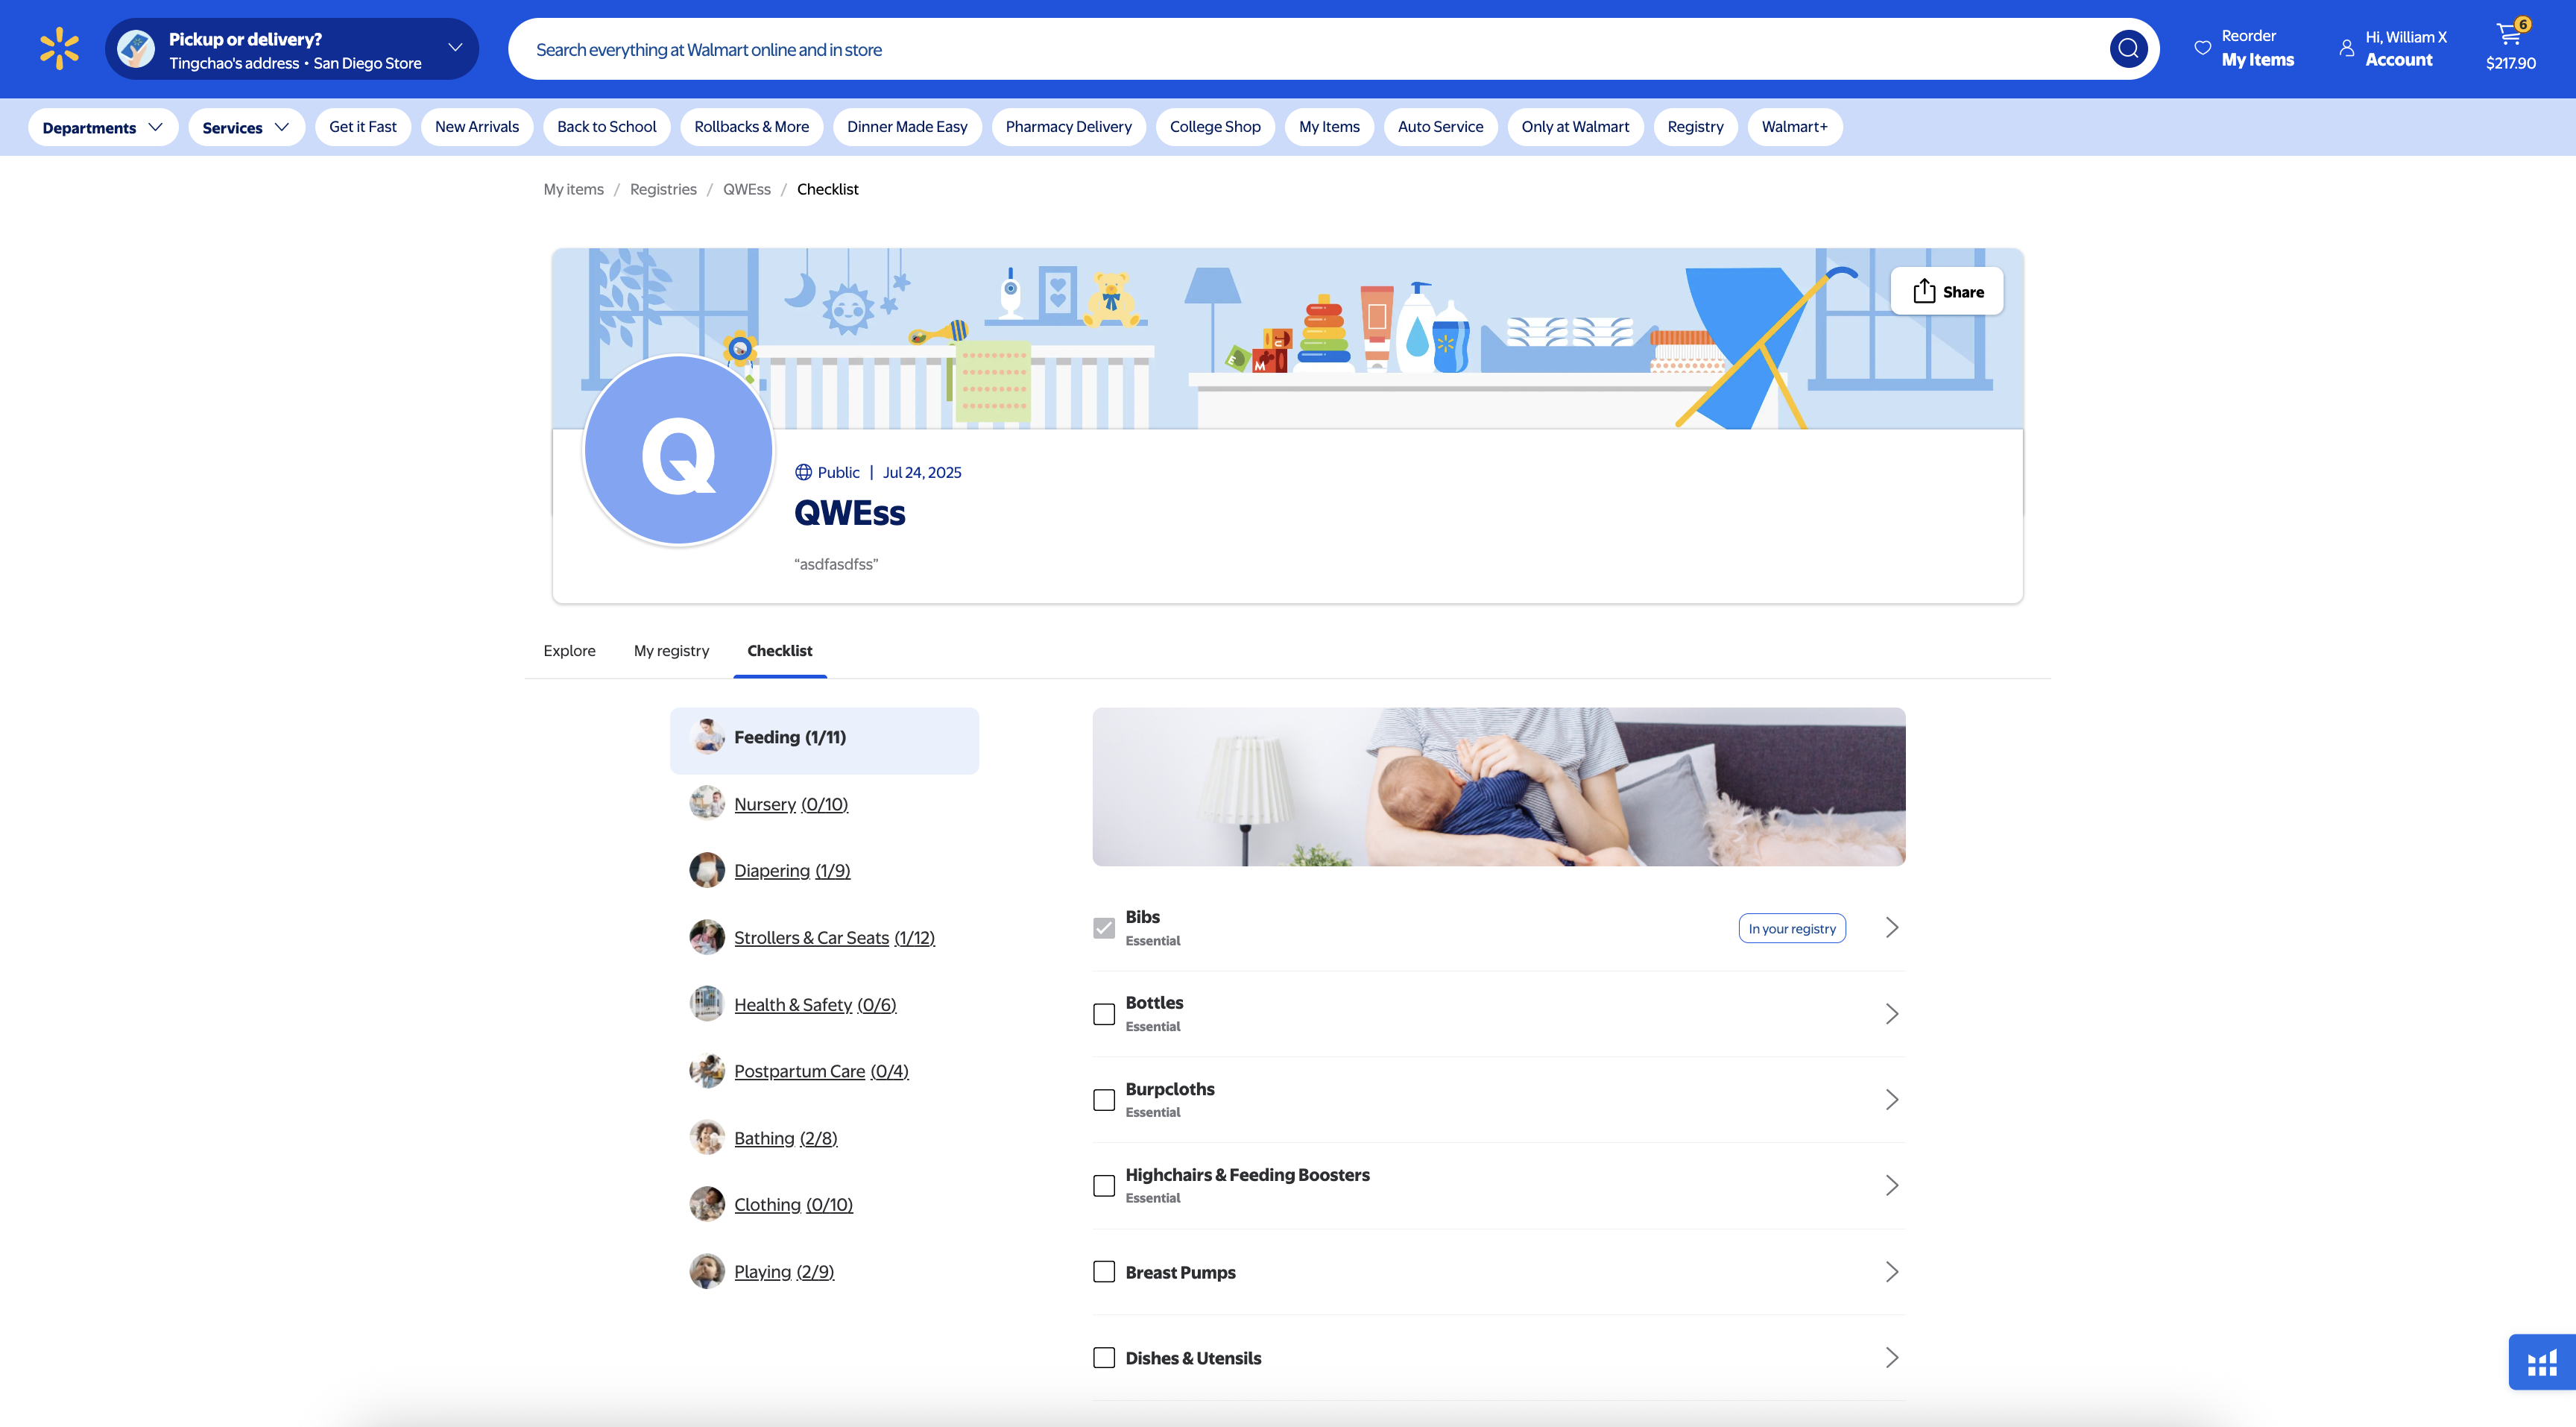 Pickup or delivery?
Tingchao's address • San Diego Store
Search everything at Walmart online and in store
Reorder
My Items
Hi, William X
Account
6
$217.90
Departments
Services
Get it Fast
New Arrivals
Back to School
Rollbacks & More
Dinner Made Easy
Pharmacy Delivery
College Shop
My Items
Auto Service
Only at Walmart
Registry
Walmart+
My items / Registries / QWEss / Checklist
Share
E
M
Q
Public | Jul 24, 2025
QWEss
“asdfasdfss”
Explore
My registry
Checklist
Feeding (1/11)
Nursery (0/10)
Diapering (1/9)
Strollers & Car Seats (1/12)
Health & Safety (0/6)
Postpartum Care (0/4)
Bathing (2/8)
Clothing (0/10)
Playing (2/9)
Bibs
Essential
In your registry
Bottles
Essential
Burpcloths
Essential
Highchairs & Feeding Boosters
Essential
Breast Pumps
Dishes & Utensils